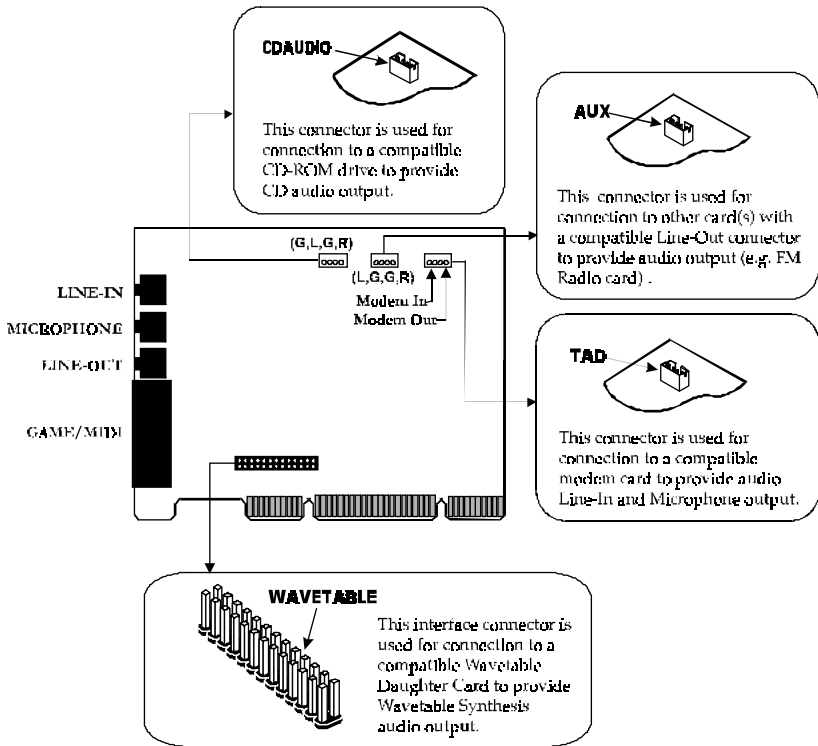 CDAUDIO
This connector is used for
connection to a compatible
CD-ROM drive to provide
CD audio output.
AUX
This connector is used for
connection to other card(s) with
a compatible Line-Out connector
to provide audio output (e.g. FM
Radio card) .
(G,L,G,R)
(L,G,G,R)
Modem In
Modem Out
LINE-IN
MICROPHONE
LINE-OUT
GAME/MIDI
TAD
This connector is used for
connection to a compatible
modem card to provide audio
Line-In and Microphone output.
WAVETABLE
This interface connector is
used for connection to a
compatible Wavetable
Daughter Card to provide
Wavetable Synthesis
audio output.